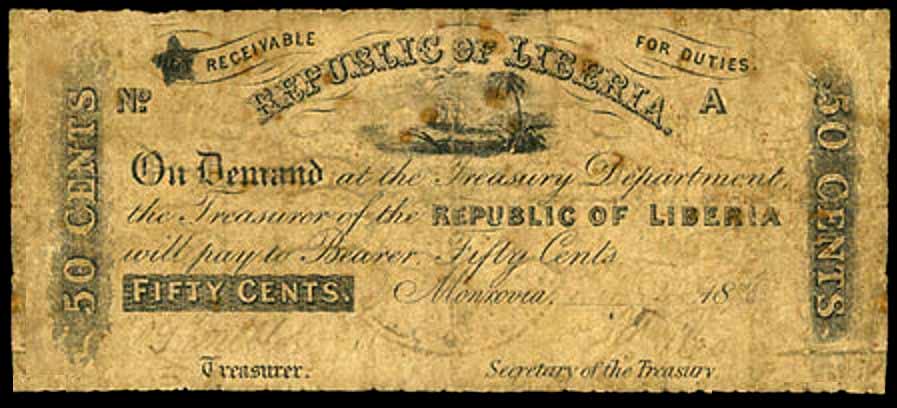 RECEIVABLE FOR DUTIES.
REPUBLIC OF LIBERIA.
No A
50 CENTS
50 CENTS
On Demand at the Treasury Department,
the Treasurer of the REPUBLIC OF LIBERIA
will pay to Bearer, Fifty Cents
FIFTY CENTS. Monrovia, 18
Treasurer. Secretary of the Treasury.